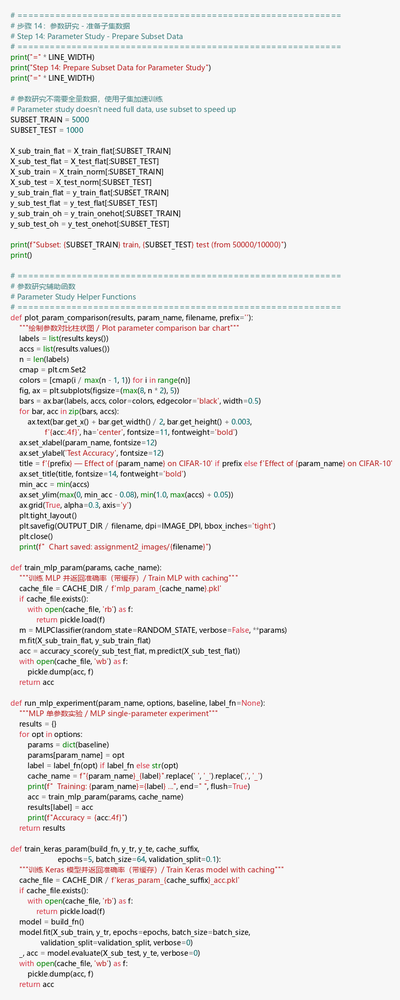 # ============================================================
# 步骤 14：参数研究 - 准备子集数据
# Step 14: Parameter Study - Prepare Subset Data
# ============================================================
print("=" * LINE_WIDTH)
print("Step 14: Prepare Subset Data for Parameter Study")
print("=" * LINE_WIDTH)

# 参数研究不需要全量数据，使用子集加速训练
# Parameter study doesn't need full data, use subset to speed up
SUBSET_TRAIN = 5000
SUBSET_TEST = 1000

X_sub_train_flat = X_train_flat[:SUBSET_TRAIN]
X_sub_test_flat = X_test_flat[:SUBSET_TEST]
X_sub_train = X_train_norm[:SUBSET_TRAIN]
X_sub_test = X_test_norm[:SUBSET_TEST]
y_sub_train_flat = y_train_flat[:SUBSET_TRAIN]
y_sub_test_flat = y_test_flat[:SUBSET_TEST]
y_sub_train_oh = y_train_onehot[:SUBSET_TRAIN]
y_sub_test_oh = y_test_onehot[:SUBSET_TEST]

print(f"Subset: {SUBSET_TRAIN} train, {SUBSET_TEST} test (from 50000/10000)")
print()

# ============================================================
# 参数研究辅助函数
# Parameter Study Helper Functions
# ============================================================
def plot_param_comparison(results, param_name, filename, prefix=''):
    """绘制参数对比柱状图 / Plot parameter comparison bar chart"""
    labels = list(results.keys())
    accs = list(results.values())
    n = len(labels)
    cmap = plt.cm.Set2
    colors = [cmap(i / max(n - 1, 1)) for i in range(n)]
    fig, ax = plt.subplots(figsize=(max(8, n * 2), 5))
    bars = ax.bar(labels, accs, color=colors, edgecolor='black', width=0.5)
    for bar, acc in zip(bars, accs):
        ax.text(bar.get_x() + bar.get_width() / 2, bar.get_height() + 0.003,
                f'{acc:.4f}', ha='center', fontsize=11, fontweight='bold')
    ax.set_xlabel(param_name, fontsize=12)
    ax.set_ylabel('Test Accuracy', fontsize=12)
    title = f'{prefix} — Effect of {param_name} on CIFAR-10' if prefix else f'Effect of {param_name} on CIFAR-10'
    ax.set_title(title, fontsize=14, fontweight='bold')
    min_acc = min(accs)
    ax.set_ylim(max(0, min_acc - 0.08), min(1.0, max(accs) + 0.05))
    ax.grid(True, alpha=0.3, axis='y')
    plt.tight_layout()
    plt.savefig(OUTPUT_DIR / filename, dpi=IMAGE_DPI, bbox_inches='tight')
    plt.close()
    print(f"  Chart saved: assignment2_images/{filename}")

def train_mlp_param(params, cache_name):
    """训练 MLP 并返回准确率（带缓存）/ Train MLP with caching"""
    cache_file = CACHE_DIR / f'mlp_param_{cache_name}.pkl'
    if cache_file.exists():
        with open(cache_file, 'rb') as f:
            return pickle.load(f)
    m = MLPClassifier(random_state=RANDOM_STATE, verbose=False, **params)
    m.fit(X_sub_train_flat, y_sub_train_flat)
    acc = accuracy_score(y_sub_test_flat, m.predict(X_sub_test_flat))
    with open(cache_file, 'wb') as f:
        pickle.dump(acc, f)
    return acc

def run_mlp_experiment(param_name, options, baseline, label_fn=None):
    """MLP 单参数实验 / MLP single-parameter experiment"""
    results = {}
    for opt in options:
        params = dict(baseline)
        params[param_name] = opt
        label = label_fn(opt) if label_fn else str(opt)
        cache_name = f"{param_name}_{label}".replace(' ', '_').replace(',', '_')
        print(f"  Training: {param_name}={label} ...", end=" ", flush=True)
        acc = train_mlp_param(params, cache_name)
        results[label] = acc
        print(f"Accuracy = {acc:.4f}")
    return results

def train_keras_param(build_fn, y_tr, y_te, cache_suffix,
                      epochs=5, batch_size=64, validation_split=0.1):
    """训练 Keras 模型并返回准确率（带缓存）/ Train Keras model with caching"""
    cache_file = CACHE_DIR / f'keras_param_{cache_suffix}_acc.pkl'
    if cache_file.exists():
        with open(cache_file, 'rb') as f:
            return pickle.load(f)
    model = build_fn()
    model.fit(X_sub_train, y_tr, epochs=epochs, batch_size=batch_size,
              validation_split=validation_split, verbose=0)
    _, acc = model.evaluate(X_sub_test, y_te, verbose=0)
    with open(cache_file, 'wb') as f:
        pickle.dump(acc, f)
    return acc